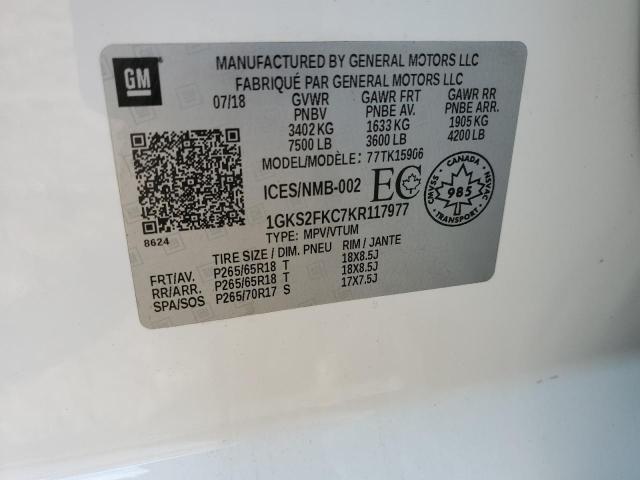 GM
MANUFACTURED BY GENERAL MOTORS LLC
FABRIQUÉ PAR GENERAL MOTORS LLC
07/18 GVWR GAWR FRT GAWR RR
PNBV PNBE AV. PNBE ARR.
3402 KG 1633 KG 1905 KG
7500 LB 3600 LB 4200 LB
MODEL/MODÈLE: 77TK15906
ICES/NMB-002 EC
CANADA
CMVSS 985 NSVAC
TRANSPORT
1GKS2FKC7KR117977
8624
TYPE: MPV/VTUM
TIRE SIZE / DIM. PNEU RIM / JANTE
FRT/AV. P265/65R18 T 18X8.5J
RR/ARR. P265/65R18 T 18X8.5J
SPA/SOS P265/70R17 S 17X7.5J